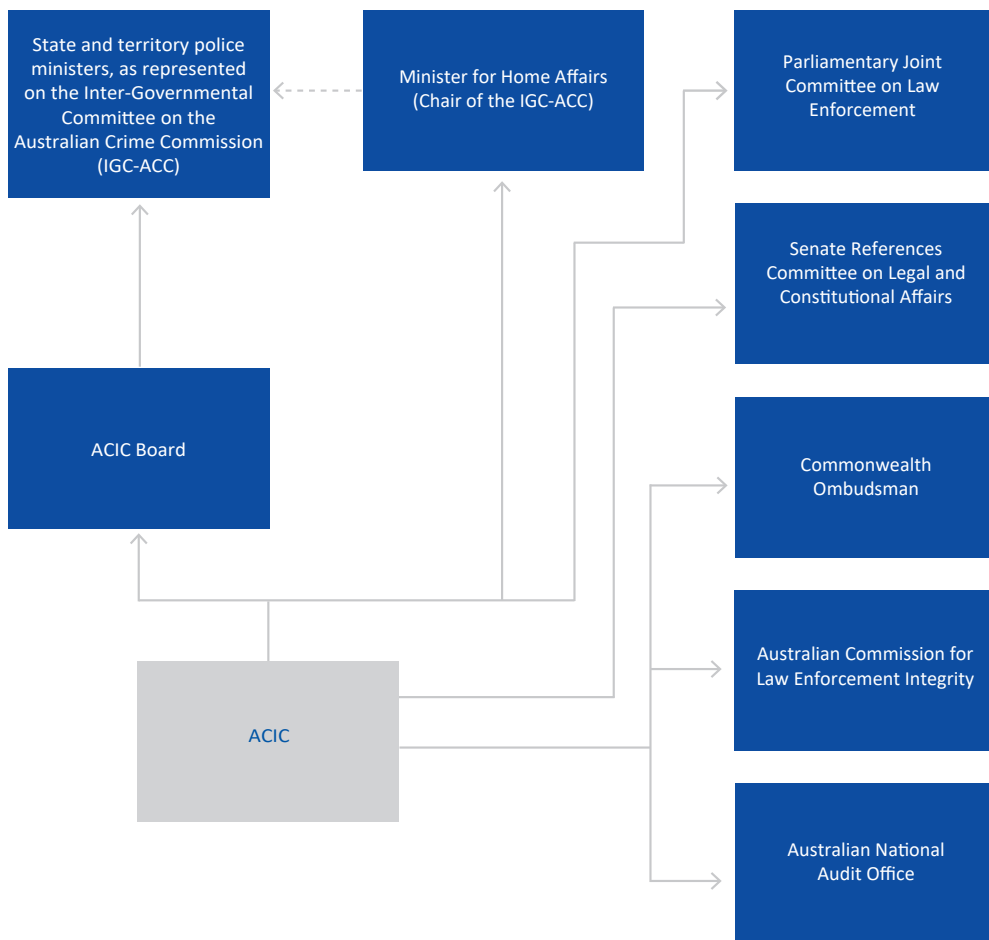 State and territory police
ministers, as represented
on the Inter-Governmental
Committee on the
Australian Crime Commission
(IGC-ACC)
Minister for Home Affairs
(Chair of the IGC-ACC)
Parliamentary Joint
Committee on Law
Enforcement
Senate References
Committee on Legal and
Constitutional Affairs
ACIC Board
Commonwealth
Ombudsman
Australian Commission for
Law Enforcement Integrity
ACIC
Australian National
Audit Office